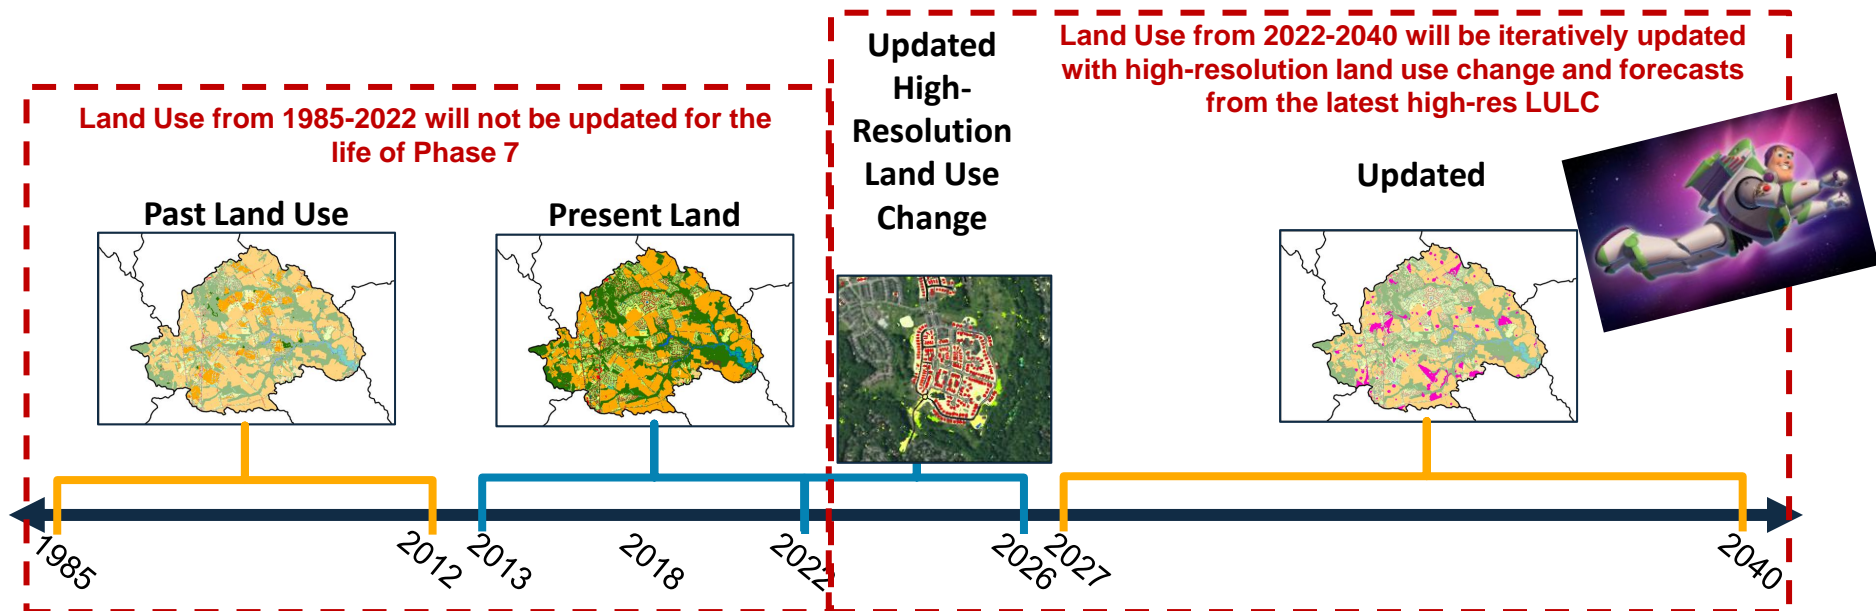 Land Use from 1985-2022 will not be updated for the
life of Phase 7
Past Land Use
Present Land
Updated
High-
Resolution
Land Use
Change
Land Use from 2022-2040 will be iteratively updated
with high-resolution land use change and forecasts
from the latest high-res LULC
Updated
1985
2012
2013
2018
2022
2026
2027
2040